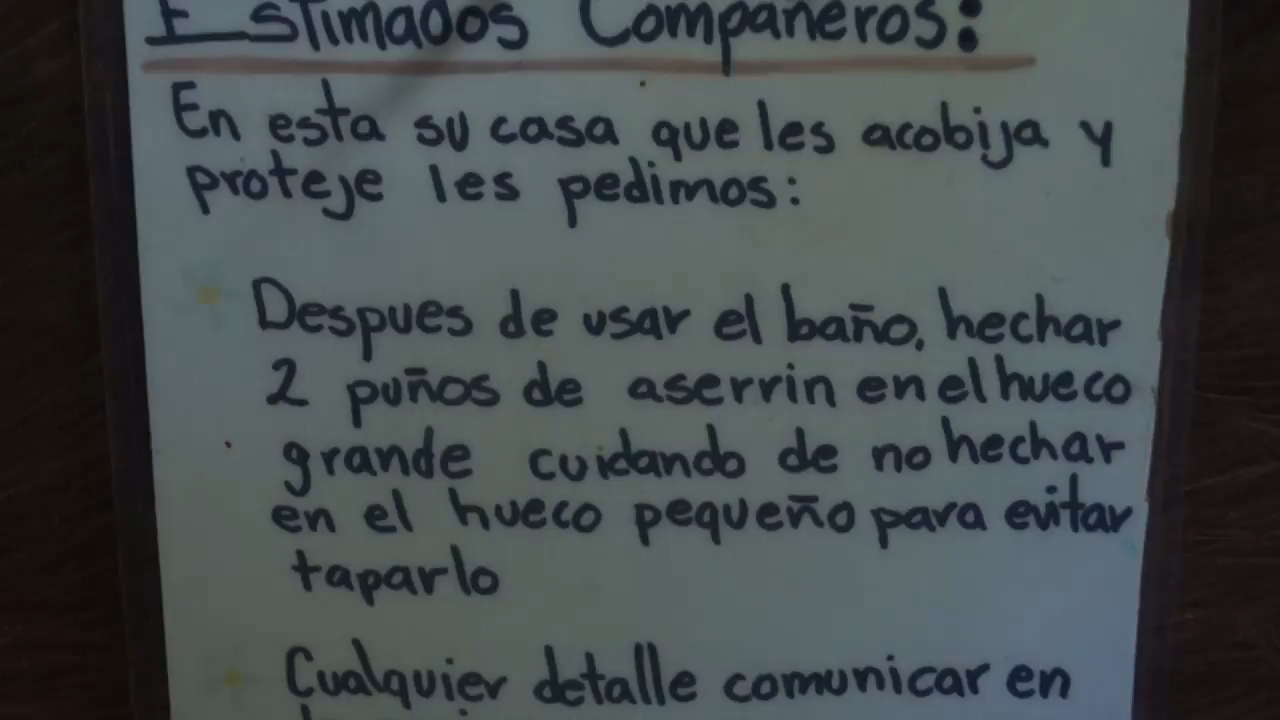 Estimados Compañeros:
En esta su casa que les acobija y
proteje les pedimos:
Despues de usar el baño, hechar
2 puños de aserrin en el hueco
grande cuidando de no hechar
en el hueco pequeño para evitar
taparlo
Cualquier detalle comunicar en